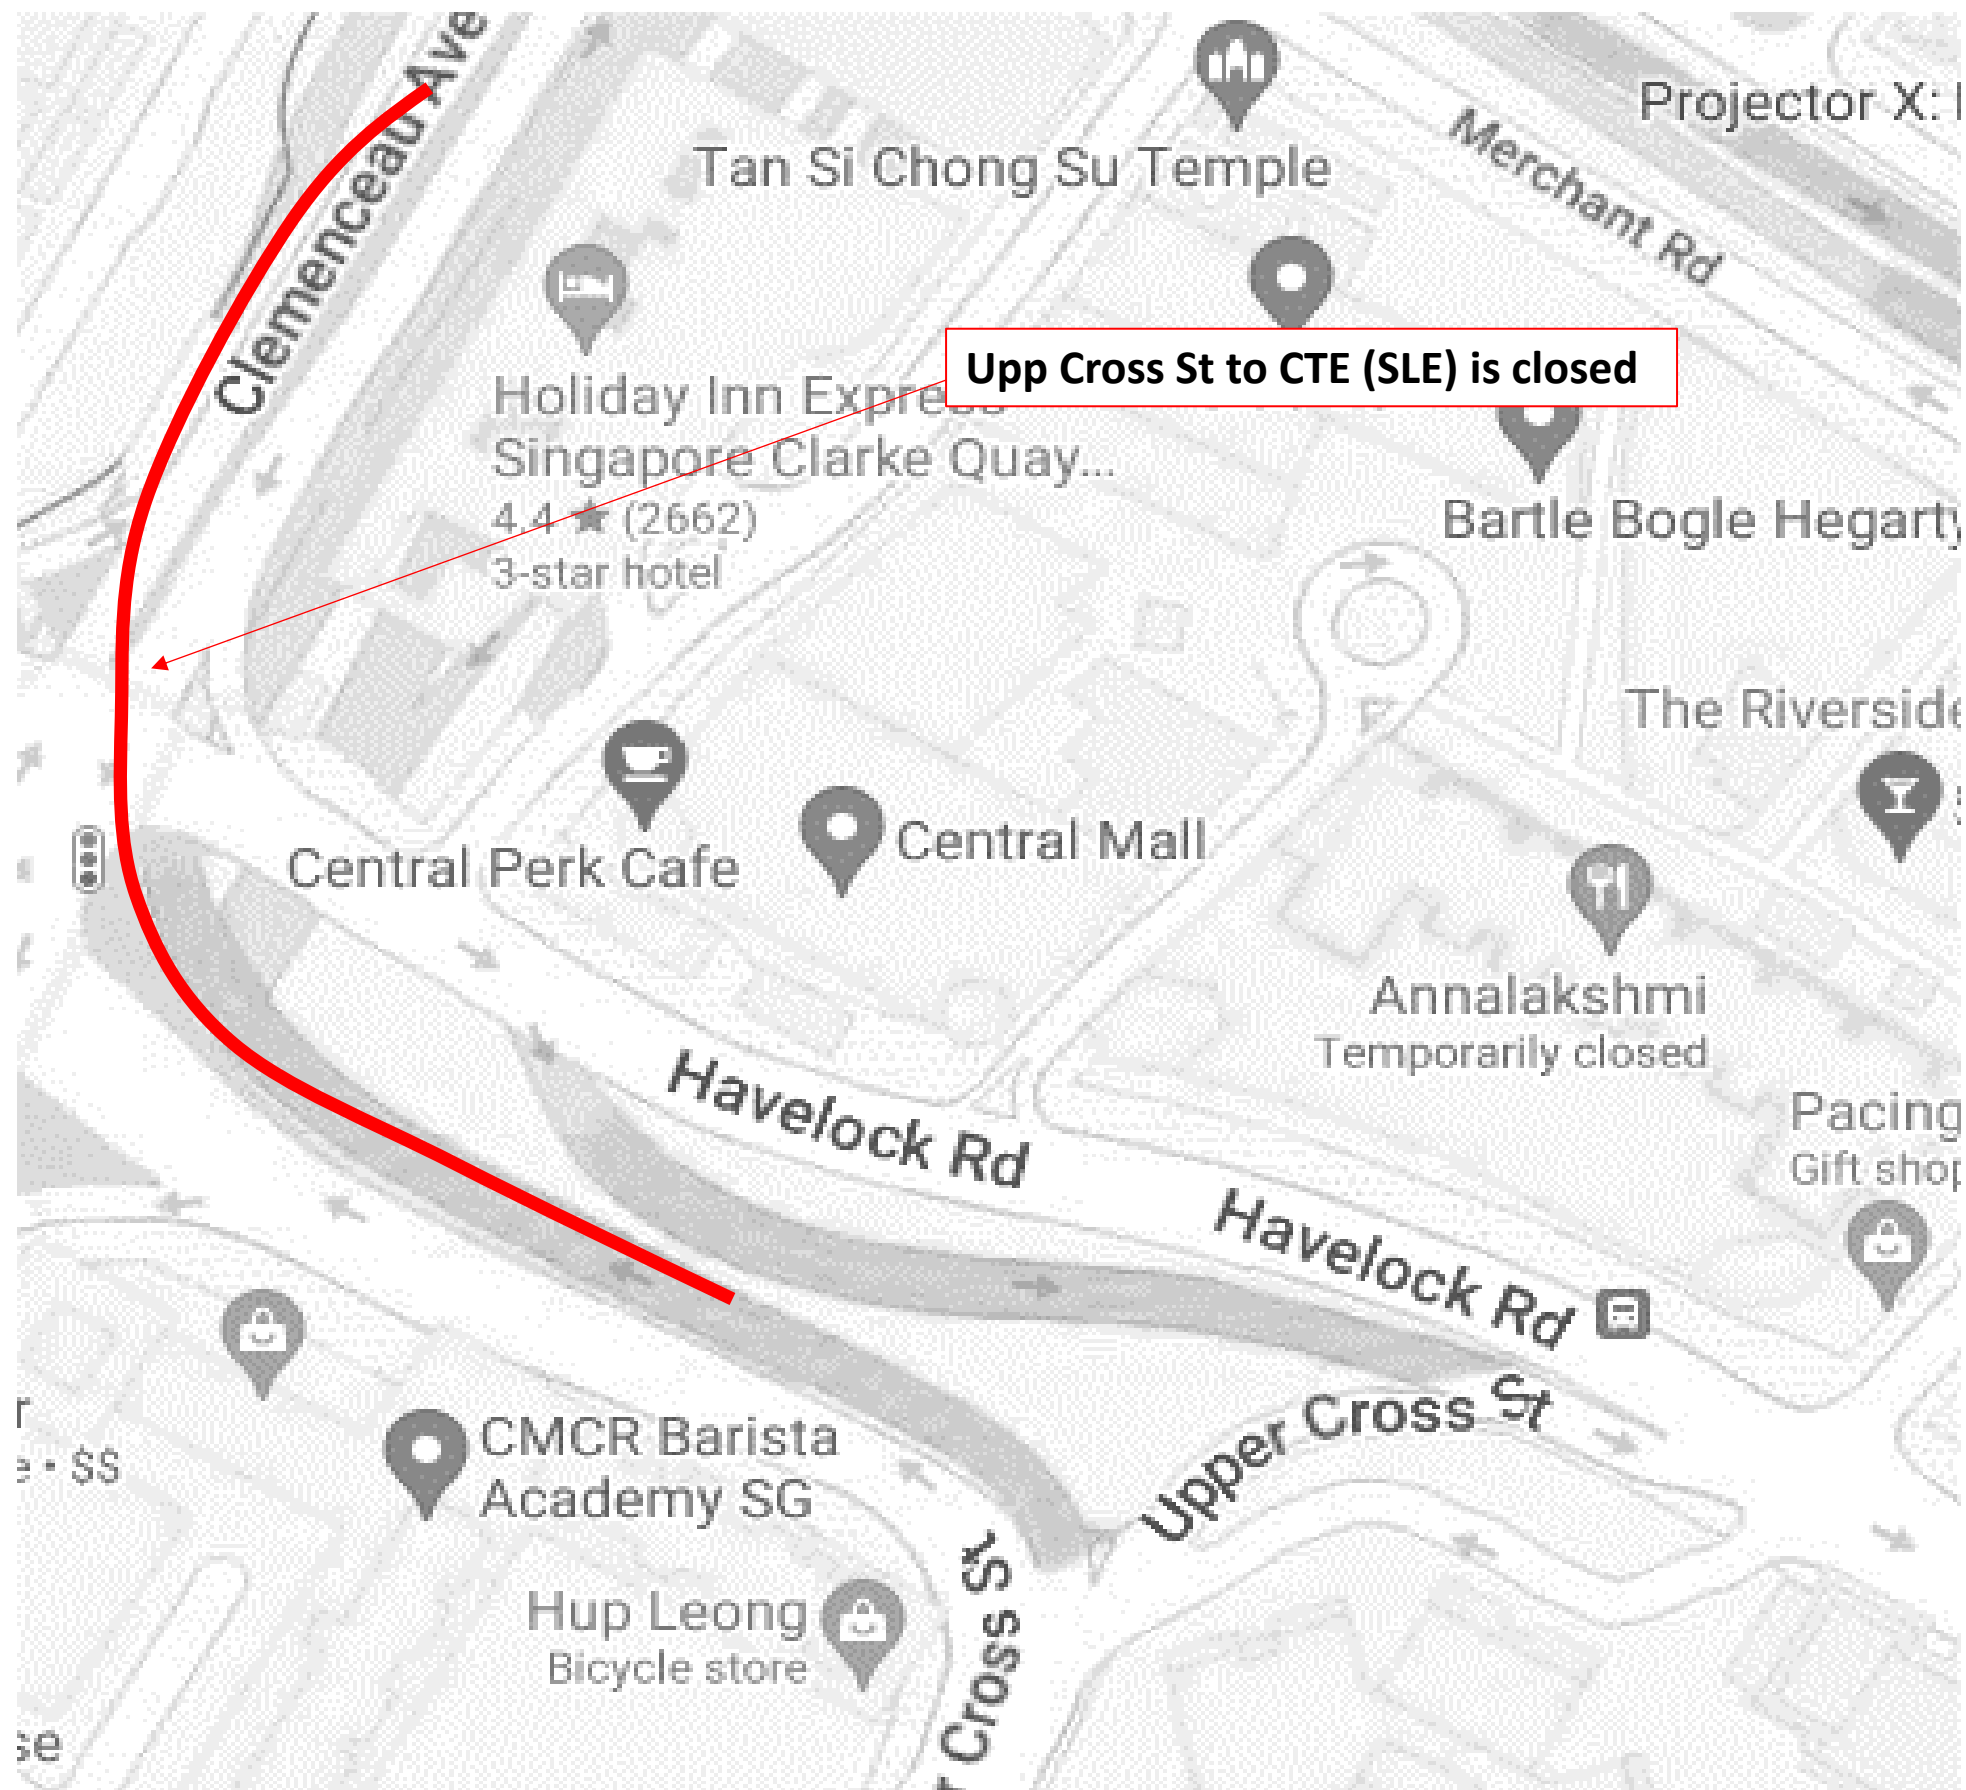 Clemenceau Ave
Projector X:
Merchant Rd
Tan Si Chong Su Temple
Upp Cross St to CTE (SLE) is closed
Holiday Inn Express
Singapore Clarke Quay...
4.4 ★ (2662)
3-star hotel
Bartle Bogle Hegarty
The Riverside
Central Perk Cafe
Central Mall
Annalakshmi
Temporarily closed
Havelock Rd
Pacing
Gift shop
Havelock Rd
Upper Cross St
CMCR Barista
Academy SG
$$
Hup Leong
Bicycle store
Cross St
se